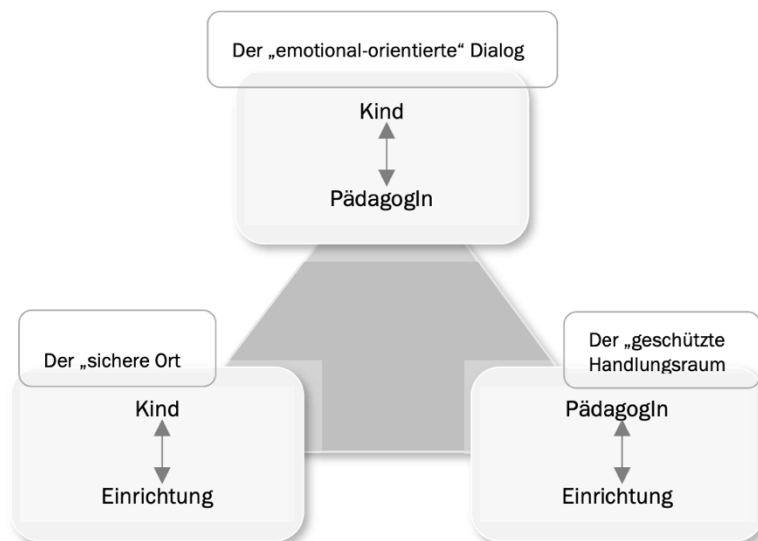 Der „emotional-orientierte“ Dialog
Kind
PädagogIn
Der „sichere Ort
Kind
Einrichtung
Der „geschützte
Handlungsraum
PädagogIn
Einrichtung